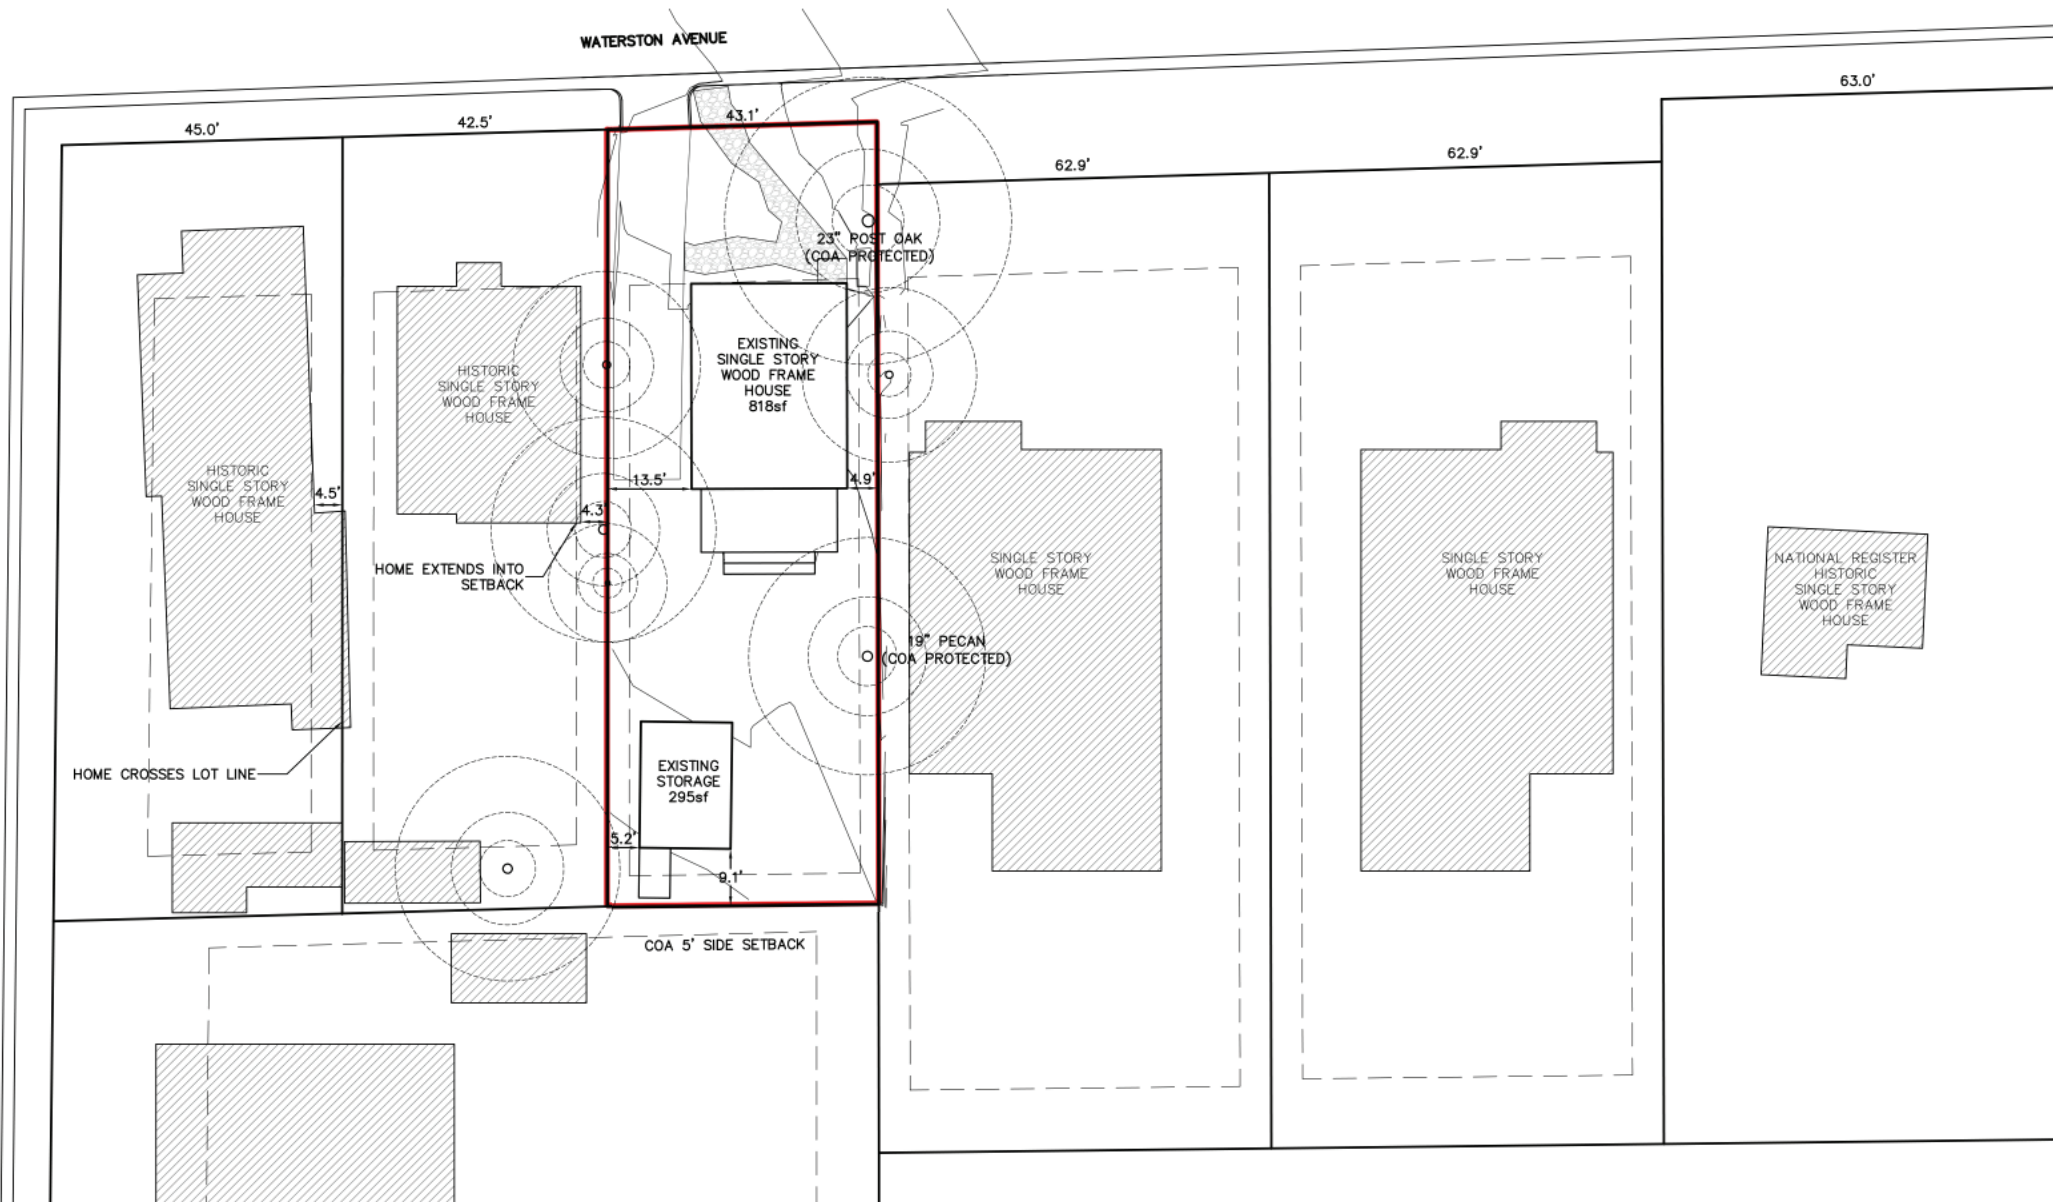 WATERSTON AVENUE
45.0'
42.5'
43.1'
62.9'
62.9'
63.0'
23" POST OAK
(COA PROTECTED)
EXISTING
SINGLE STORY
WOOD FRAME
HOUSE
818sf
HISTORIC
SINGLE STORY
WOOD FRAME
HOUSE
HISTORIC
SINGLE STORY
WOOD FRAME
HOUSE
4.5'
4.3'
13.5'
4.9'
HOME EXTENDS INTO
SETBACK
SINGLE STORY
WOOD FRAME
HOUSE
SINGLE STORY
WOOD FRAME
HOUSE
NATIONAL REGISTER
HISTORIC
SINGLE STORY
WOOD FRAME
HOUSE
19" PECAN
(COA PROTECTED)
HOME CROSSES LOT LINE
EXISTING
STORAGE
295sf
5.2'
9.1'
COA 5' SIDE SETBACK